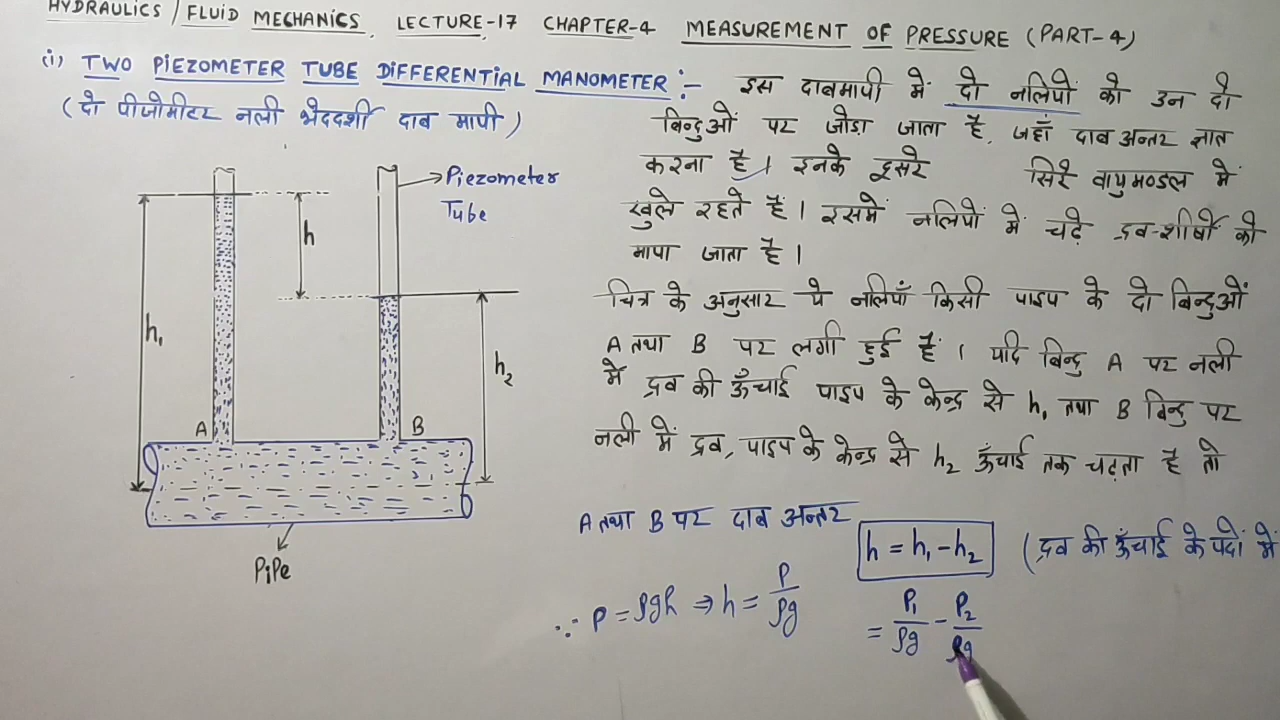 HYDRAULICS / FLUID MECHANICS, LECTURE-17 CHAPTER-4 MEASUREMENT OF PRESSURE (PART-4)
(i) TWO PIEZOMETER TUBE DIFFERENTIAL MANOMETER :-
(दो पीजोमीटर नली भेददर्शी दाब मापी)
इस दाबमापी में दो नलियों को उन दो
बिन्दुओं पर जोडा जाता है, जहाँ दाब अन्तर ज्ञात
करना है। इनके दूसरे सिरे वायुमण्डल में
खुले रहते हैं। इसमें नलियों में चढ़े द्रव-शीर्षों को
मापा जाता है।
चित्र के अनुसार ये नलियाँ किसी पाइप के दो बिन्दुओं
A तथा B पर लगी हुई हैं। यदि बिन्दु A पर नली
में द्रव की ऊँचाई पाइप के केन्द्र से h₁ तथा B बिन्दु पर
नली में द्रव, पाइप के केन्द्र से h₂ ऊँचाई तक चढ़ता है तो
A तथा B पर दाब अन्तर
h = h₁ - h₂ (द्रव की ऊँचाई के पदों में
∵ P = ρgh ⇒ h = P/ρg
= P₁/ρg - P₂/ρg
Piezometer
Tube
h
h₁
h₂
A
B
PiPe